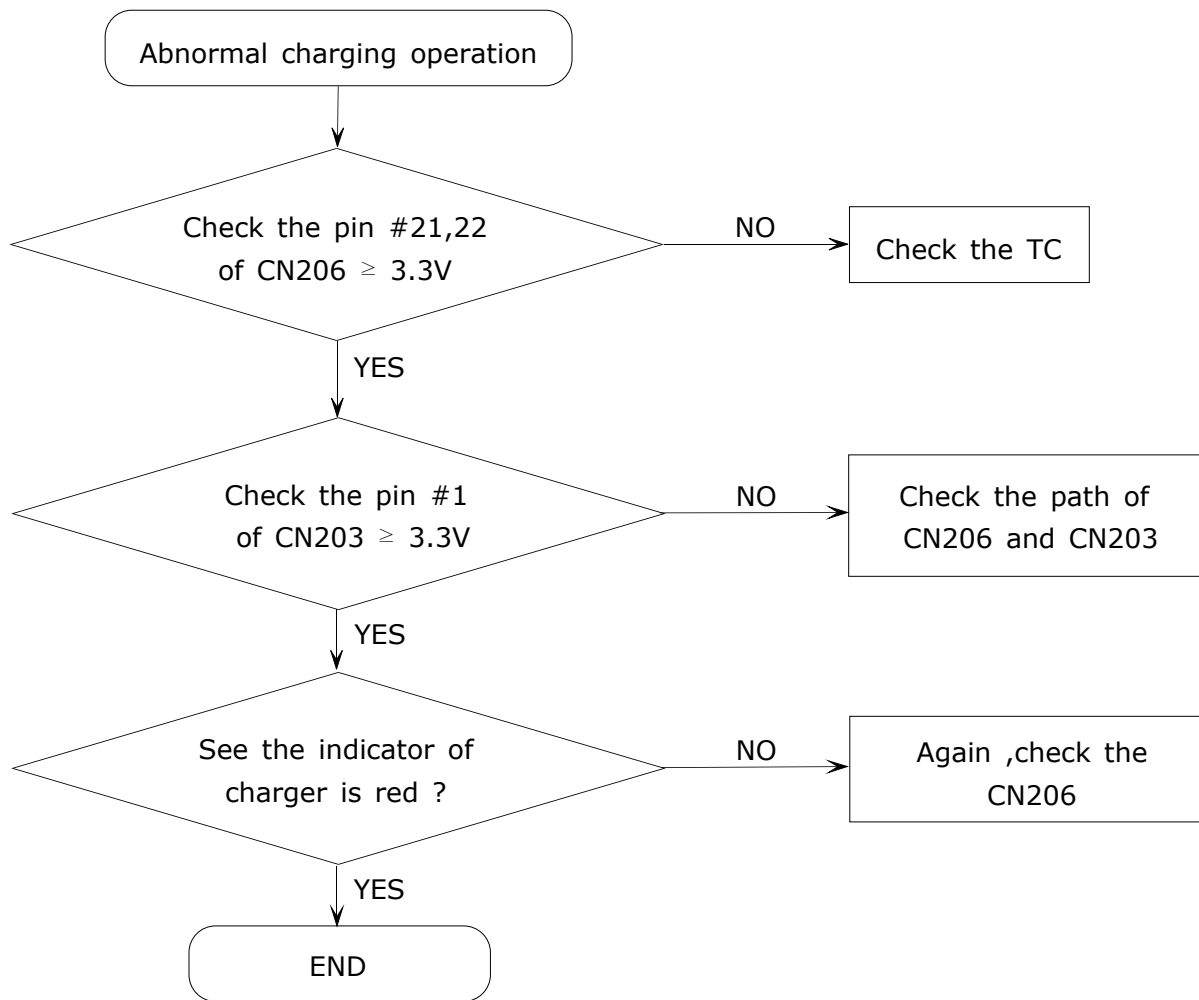 Abnormal charging operation
Check the pin #21,22
of CN206 ≥ 3.3V
NO
Check the TC
YES
Check the pin #1
of CN203 ≥ 3.3V
NO
Check the path of
CN206 and CN203
YES
See the indicator of
charger is red ?
NO
Again ,check the
CN206
YES
END